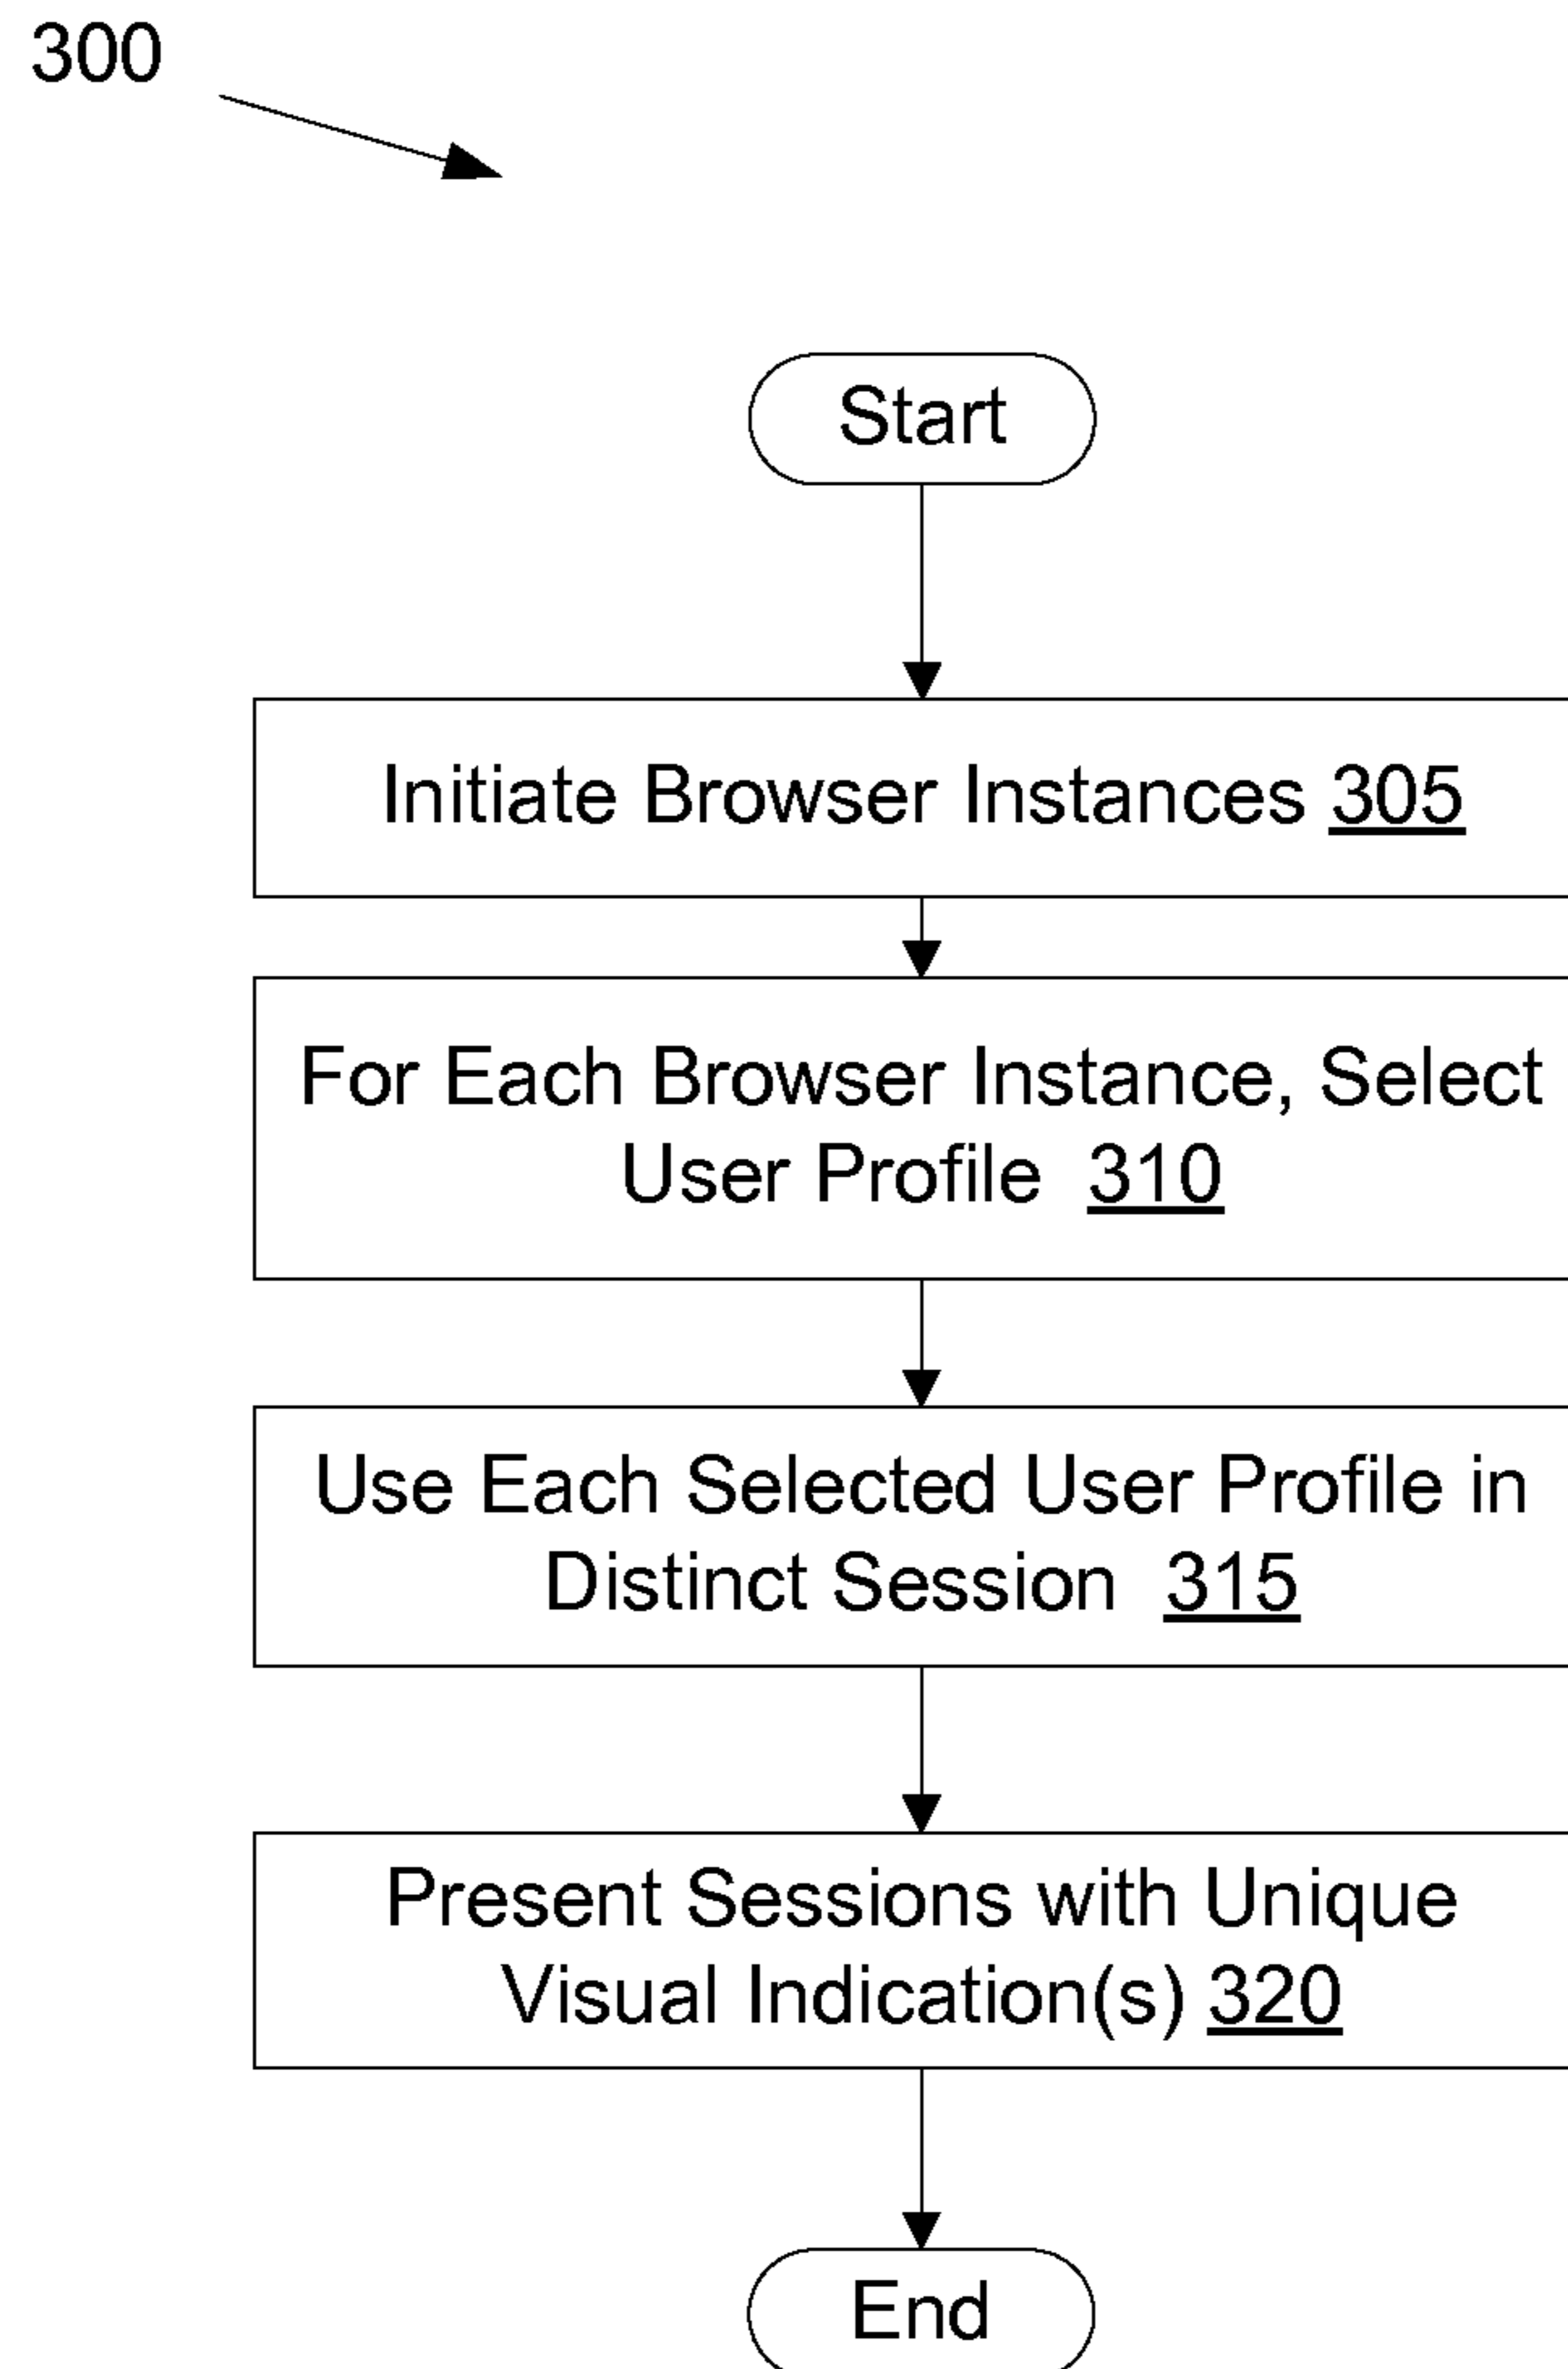 300
Start
Initiate Browser Instances 305
For Each Browser Instance, Select
User Profile 310
Use Each Selected User Profile in
Distinct Session 315
Present Sessions with Unique
Visual Indication(s) 320
End